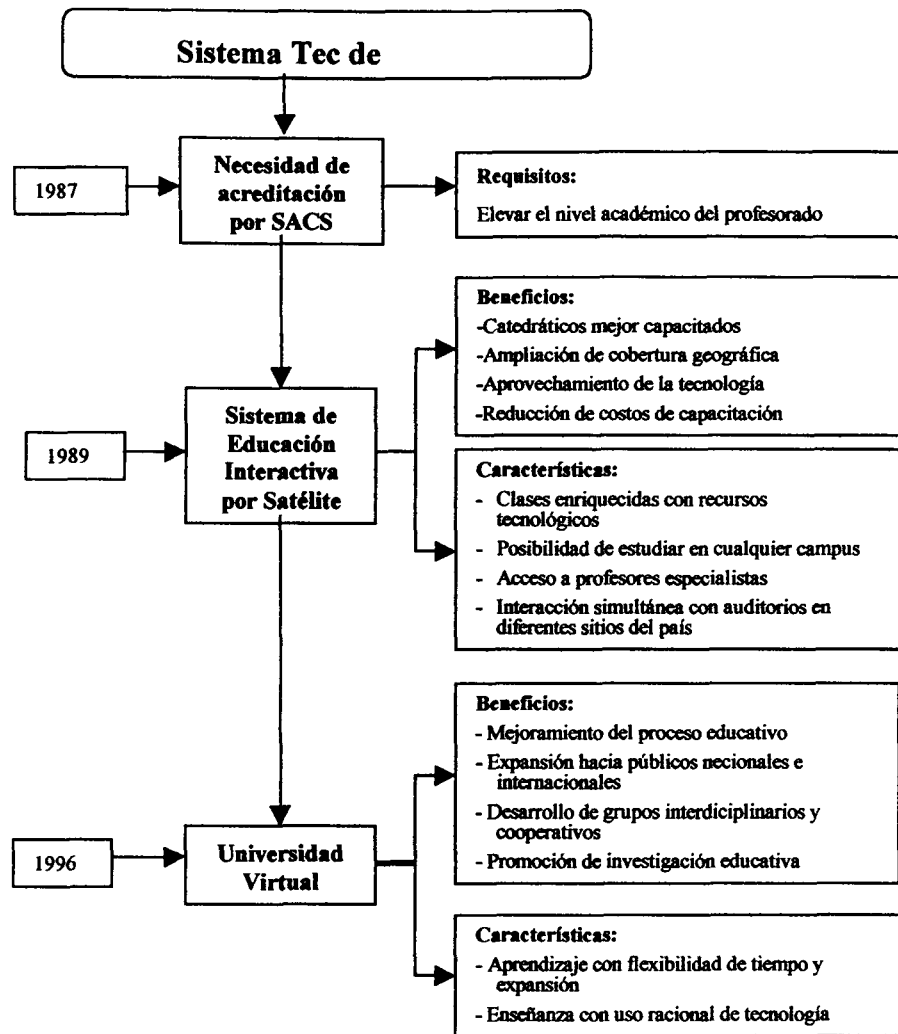 Sistema Tec de
1987
Necesidad de
acreditación
por SACS
Requisitos:
Elevar el nivel académico del profesorado
1989
Sistema de
Educación
Interactiva
por Satélite
Beneficios:
-Catedráticos mejor capacitados
-Ampliación de cobertura geográfica
-Aprovechamiento de la tecnología
-Reducción de costos de capacitación
Características:
- Clases enriquecidas con recursos
tecnológicos
- Posibilidad de estudiar en cualquier campus
- Acceso a profesores especialistas
- Interacción simultánea con auditorios en
diferentes sitios del país
1996
Universidad
Virtual
Beneficios:
- Mejoramiento del proceso educativo
- Expansión hacia públicos necionales e
internacionales
- Desarrollo de grupos interdiciplinarios y
cooperativos
- Promoción de investigación educativa
Características:
- Aprendizaje con flexibilidad de tiempo y
expansión
- Enseñanza con uso racional de tecnología